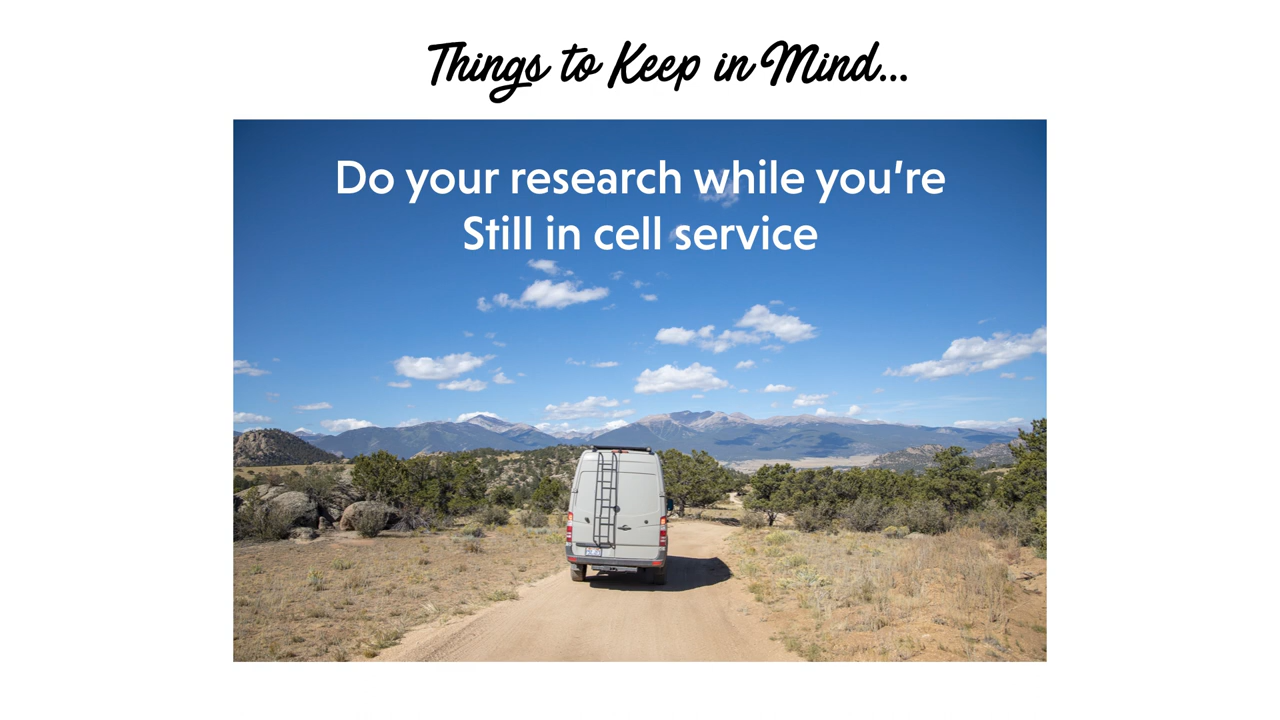 Things to Keep in Mind...
Do your research while you're
Still in cell service